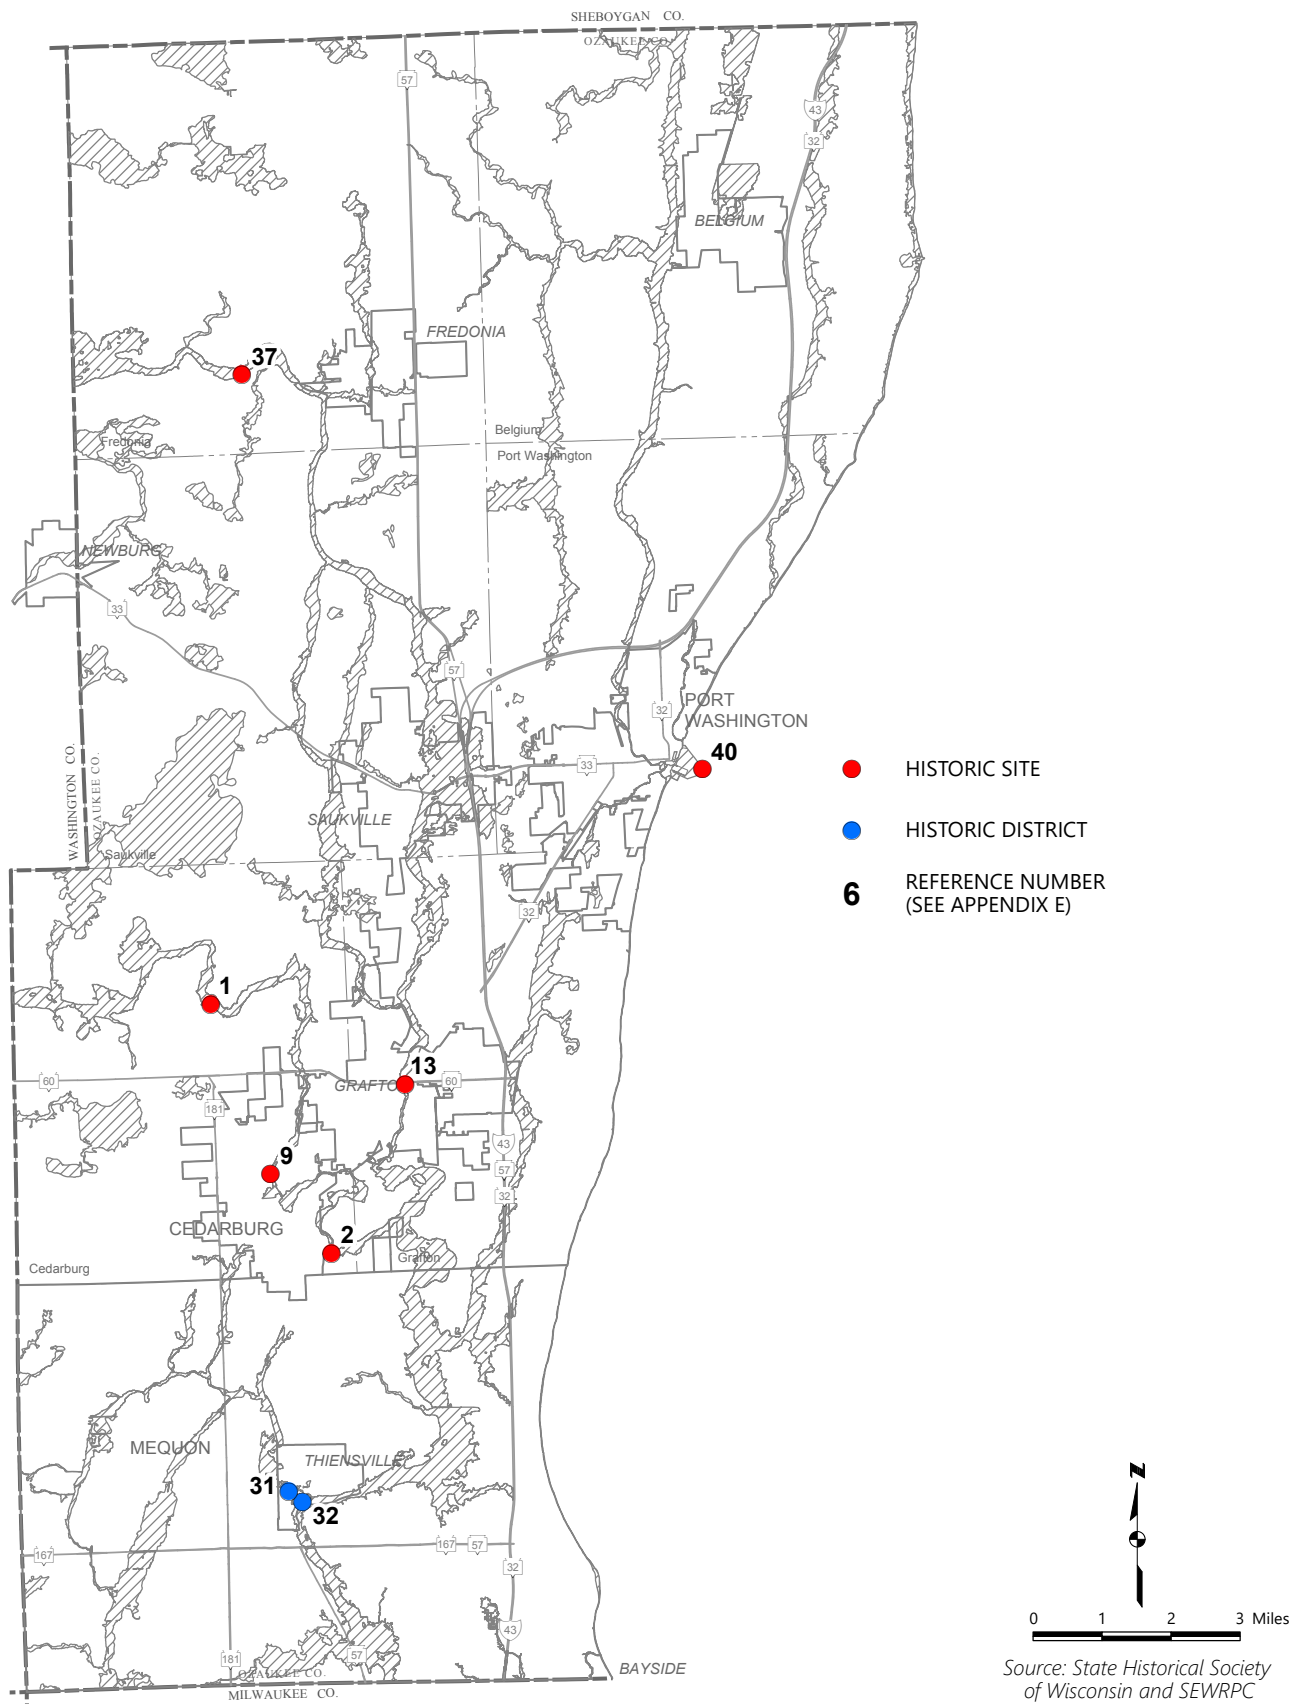 SHEBOYGAN CO.
OZAUKEE CO.
57
43
32
BELGIUM
FREDONIA
37
Fredonia
Belgium
Port Washington
NEWBURG
33
57
32
PORT
WASHINGTON
40
33
WASHINGTON CO.
OZAUKEE CO.
SAUKVILLE
Saukville
32
HISTORIC SITE
HISTORIC DISTRICT
6
REFERENCE NUMBER
(SEE APPENDIX E)
1
13
60
GRAFTO
60
181
43
57
32
9
CEDARBURG
2
Cedarburg
Grafton
MEQUON
THIENSVILLE
31
32
167
167
57
32
43
181
57
OZAUKEE CO.
MILWAUKEE CO.
BAYSIDE
N
0 1 2 3 Miles
Source: State Historical Society
of Wisconsin and SEWRPC